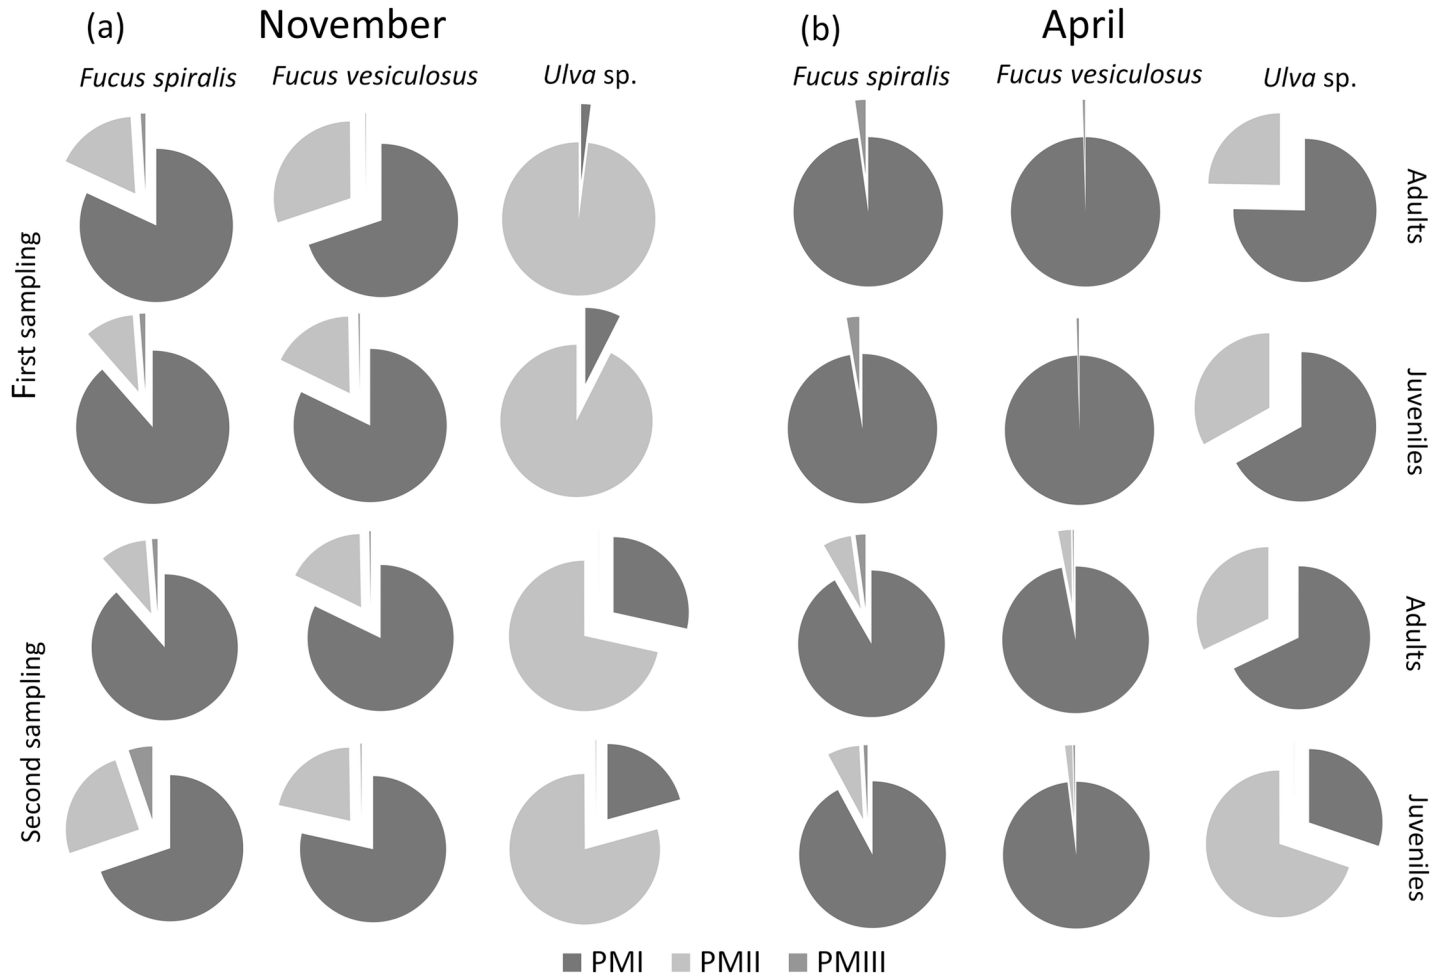 (a) November
(b) April
Fucus spiralis Fucus vesiculosus Ulva sp.
Fucus spiralis Fucus vesiculosus Ulva sp.
First sampling
Adults
Juveniles
Second sampling
Adults
Juveniles
PMI PMII PMIII